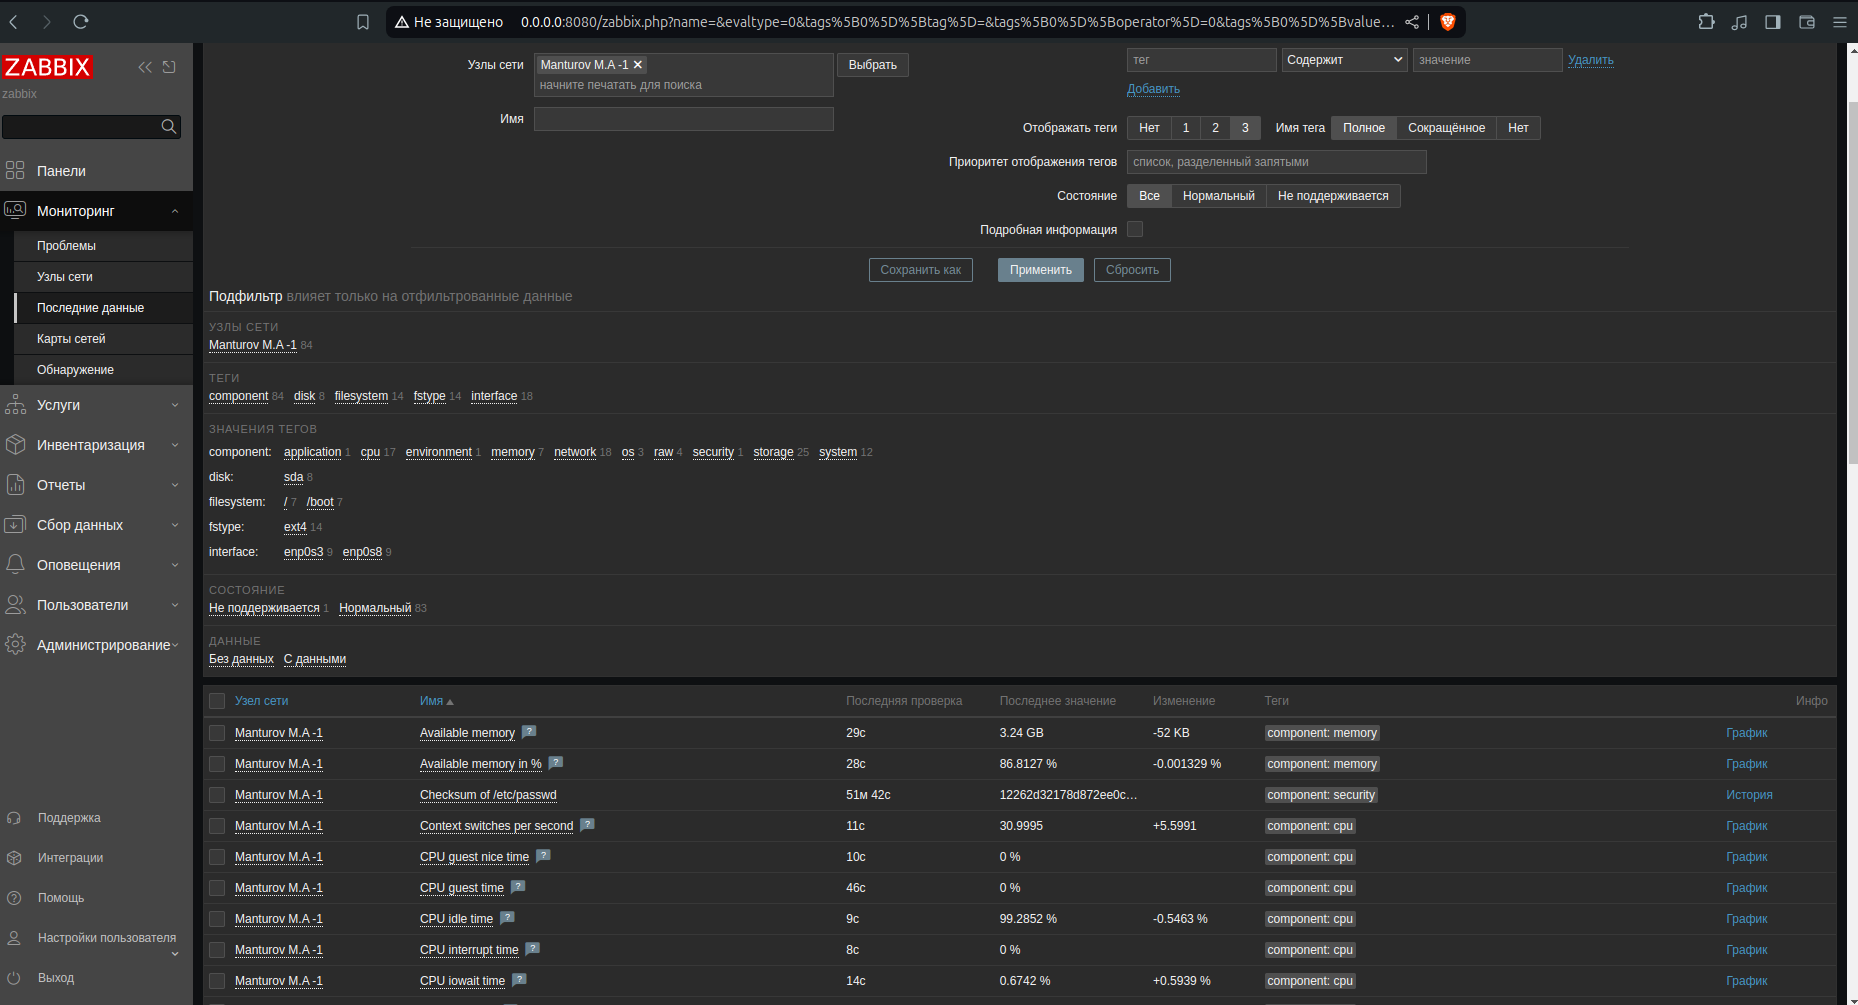 Не защищено 0.0.0.0:8080/zabbix.php?name=&evaltype=0&tags%5B0%5D%5Btag%5D=&tags%5B0%5D%5Boperator%5D=0&tags%5B0%5D%5Bvalue...
ZABBIX
zabbix
Панели
Мониторинг
Проблемы
Узлы сети
Последние данные
Карты сетей
Обнаружение
Услуги
Инвентаризация
Отчеты
Сбор данных
Оповещения
Пользователи
Администрирование
Поддержка
Интеграции
Помощь
Настройки пользователя
Выход
Узлы сети Manturov M.A -1 Выбрать
начните печатать для поиска
Имя
тег Содержит значение Удалить
Добавить
Отображать теги Нет 1 2 3 Имя тега Полное Сокращённое Нет
Приоритет отображения тегов список, разделенный запятыми
Состояние Все Нормальный Не поддерживается
Подробная информация
Сохранить как Применить Сбросить
Подфильтр влияет только на отфильтрованные данные
УЗЛЫ СЕТИ
Manturov M.A -1 84
ТЕГИ
component 84 disk 8 filesystem 14 fstype 14 interface 18
ЗНАЧЕНИЯ ТЕГОВ
component: application 1 cpu 17 environment 1 memory 7 network 18 os 3 raw 4 security 1 storage 25 system 12
disk: sda 8
filesystem: / 7 /boot 7
fstype: ext4 14
interface: enp0s3 9 enp0s8 9
СОСТОЯНИЕ
Не поддерживается 1 Нормальный 83
ДАННЫЕ
Без данных С данными
Узел сети Имя Последняя проверка Последнее значение Изменение Теги Инфо
Manturov M.A -1 Available memory ? 29с 3.24 GB -52 KB component: memory График
Manturov M.A -1 Available memory in % ? 28с 86.8127 % -0.001329 % component: memory График
Manturov M.A -1 Checksum of /etc/passwd 51м 42с 12262d32178d872ee0c... component: security История
Manturov M.A -1 Context switches per second ? 11с 30.9995 +5.5991 component: cpu График
Manturov M.A -1 CPU guest nice time ? 10с 0 % component: cpu График
Manturov M.A -1 CPU guest time ? 46с 0 % component: cpu График
Manturov M.A -1 CPU idle time ? 9с 99.2852 % -0.5463 % component: cpu График
Manturov M.A -1 CPU interrupt time ? 8с 0 % component: cpu График
Manturov M.A -1 CPU iowait time ? 14с 0.6742 % +0.5939 % component: cpu График